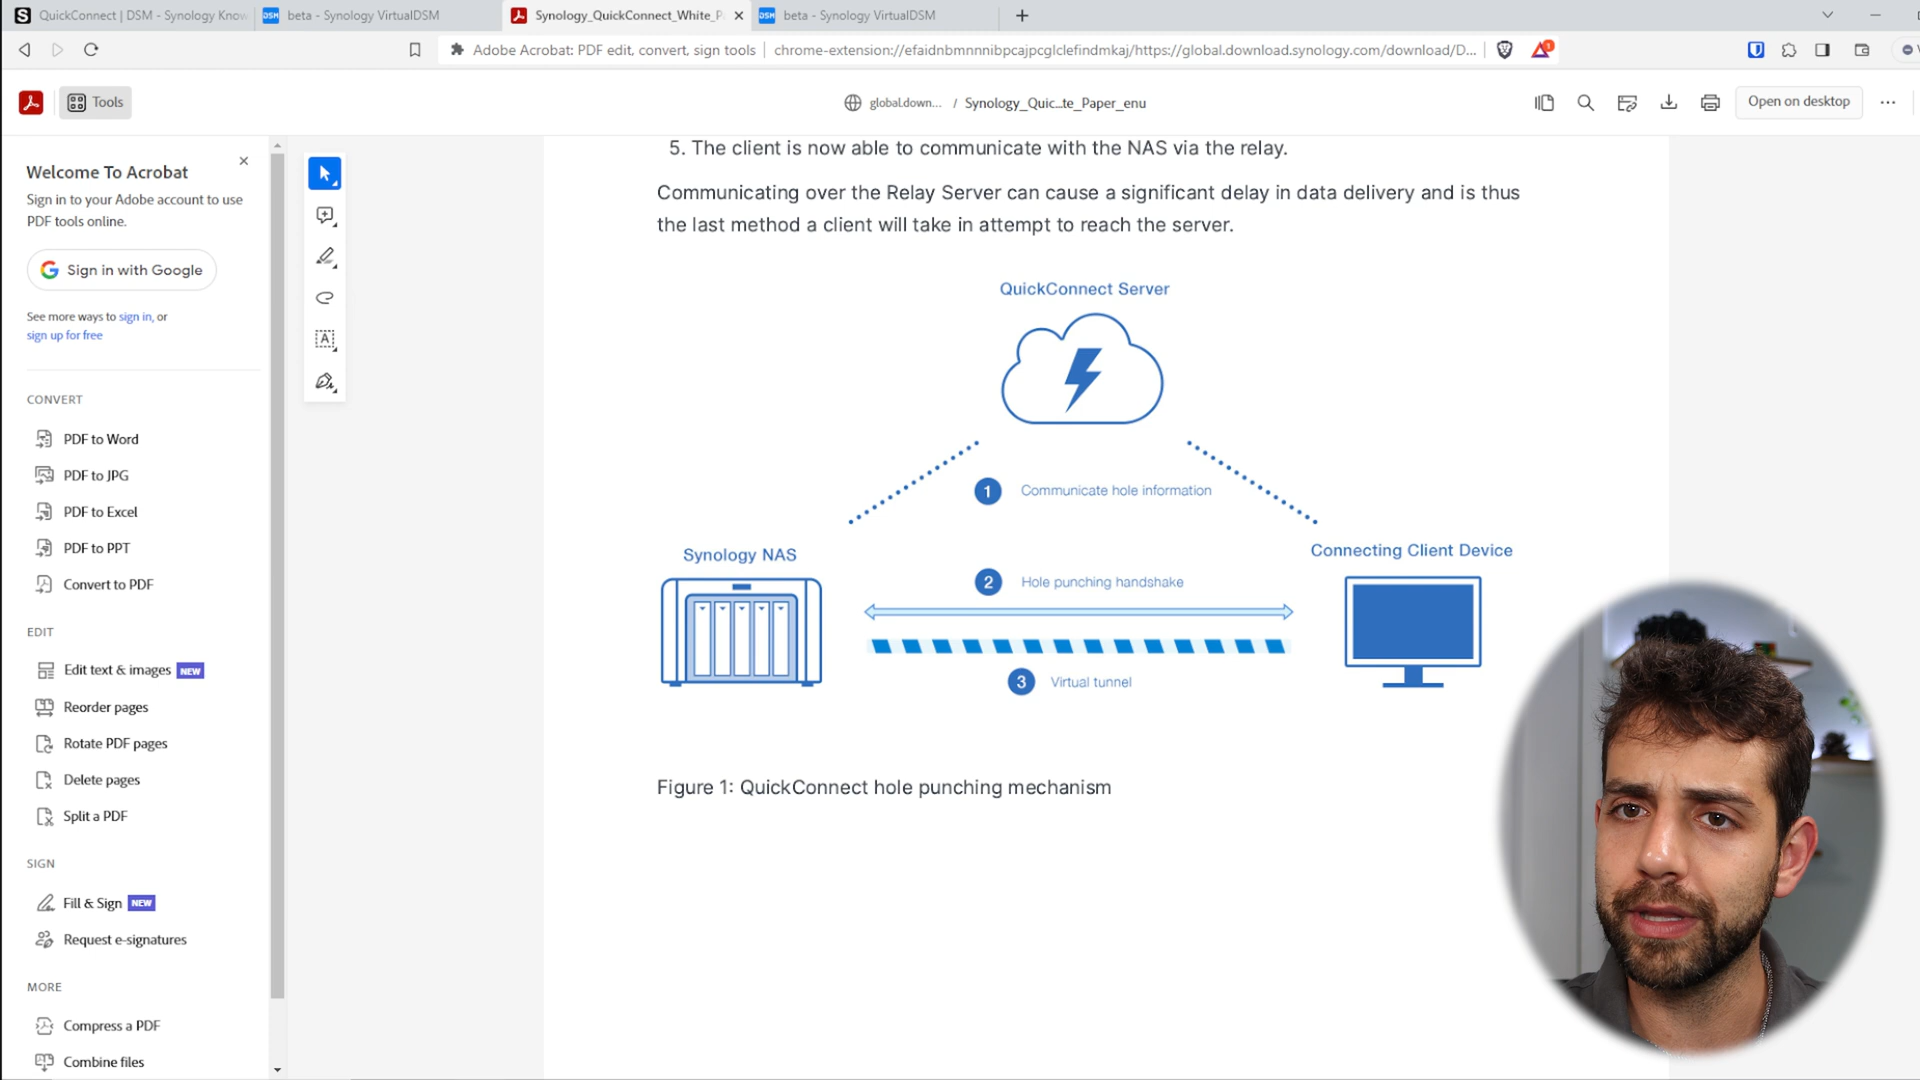 QuickConnect | DSM - Synology Know
beta - Synology VirtualDSM
Synology_QuickConnect_White_P
beta - Synology VirtualDSM
Adobe Acrobat: PDF edit, convert, sign tools
chrome-extension://efaidnbmnnnibpcajpcglclefindmkaj/https://global.download.synology.com/download/D...
1
Tools
global.down... / Synology_Quic...te_Paper_enu
Open on desktop
Welcome To Acrobat
Sign in to your Adobe account to use
PDF tools online.
Sign in with Google
See more ways to sign in, or
sign up for free
CONVERT
PDF to Word
PDF to JPG
PDF to Excel
PDF to PPT
Convert to PDF
EDIT
Edit text & images NEW
Reorder pages
Rotate PDF pages
Delete pages
Split a PDF
SIGN
Fill & Sign NEW
Request e-signatures
MORE
Compress a PDF
Combine files
5. The client is now able to communicate with the NAS via the relay.
Communicating over the Relay Server can cause a significant delay in data delivery and is thus
the last method a client will take in attempt to reach the server.
QuickConnect Server
1 Communicate hole information
Synology NAS
Connecting Client Device
2 Hole punching handshake
3 Virtual tunnel
Figure 1: QuickConnect hole punching mechanism